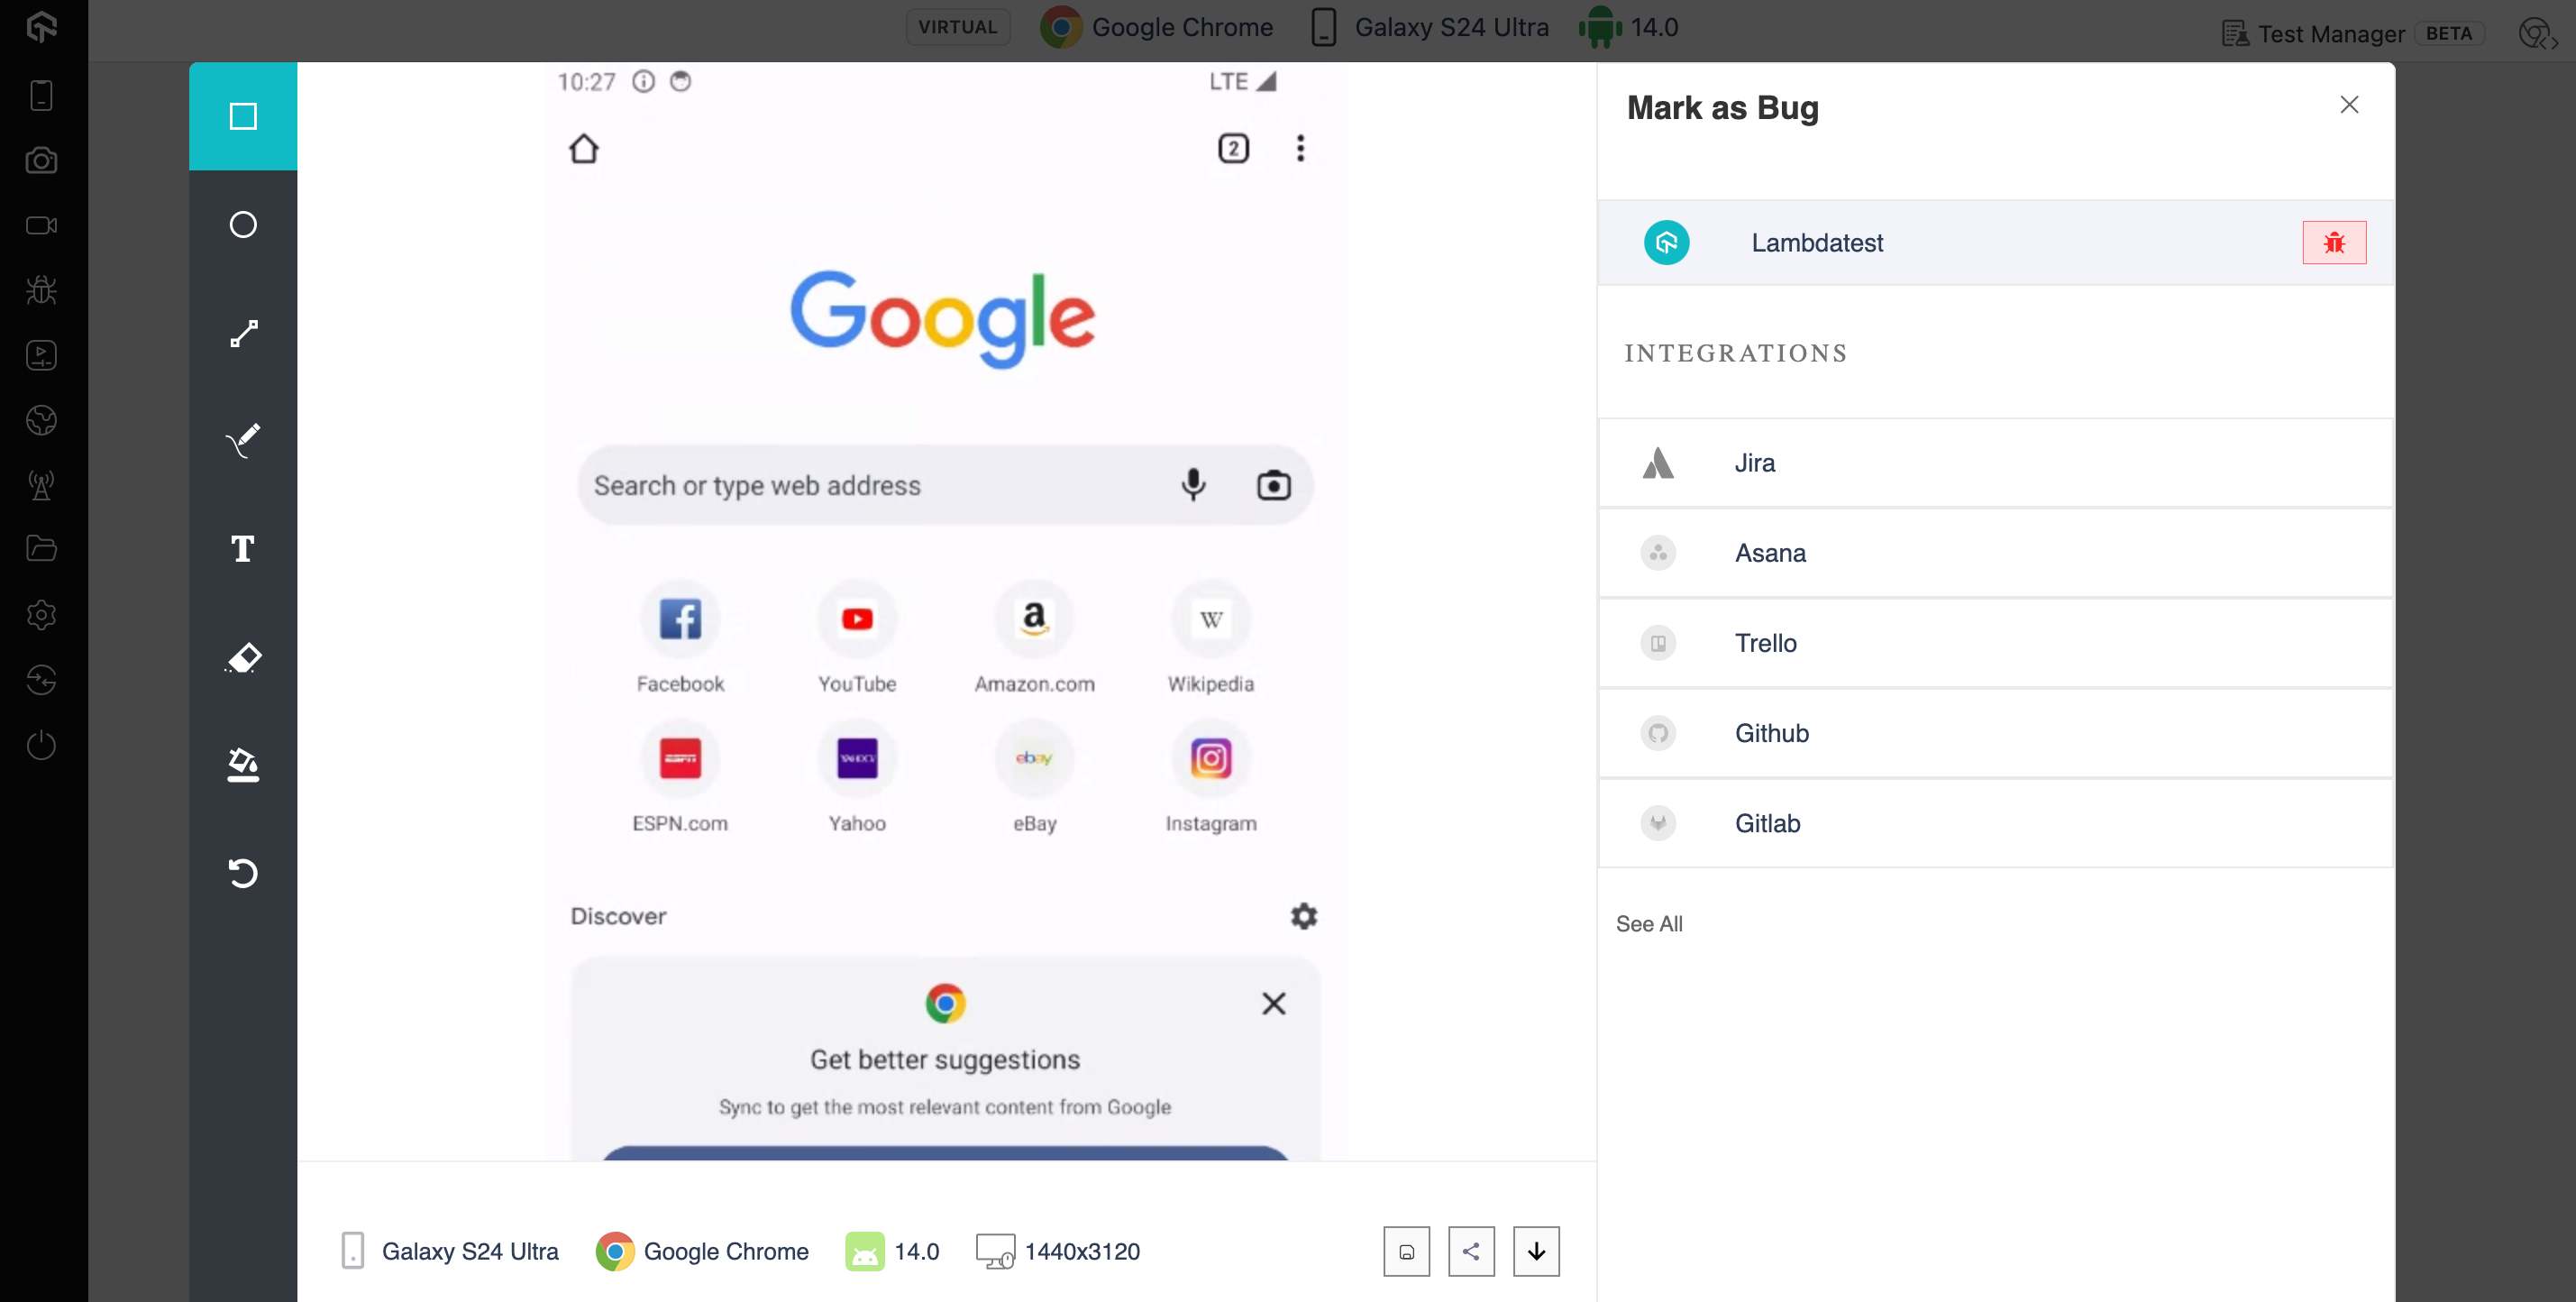 VIRTUAL Google Chrome Galaxy S24 Ultra 14.0 Test Manager BETA
10:27 LTE
2
Google
Search or type web address
Facebook YouTube Amazon.com Wikipedia
ESPN.com Yahoo eBay Instagram
Discover
Get better suggestions
Sync to get the most relevant content from Google
Galaxy S24 Ultra Google Chrome 14.0 1440x3120
Mark as Bug
Lambdatest
INTEGRATIONS
Jira
Asana
Trello
Github
Gitlab
See All